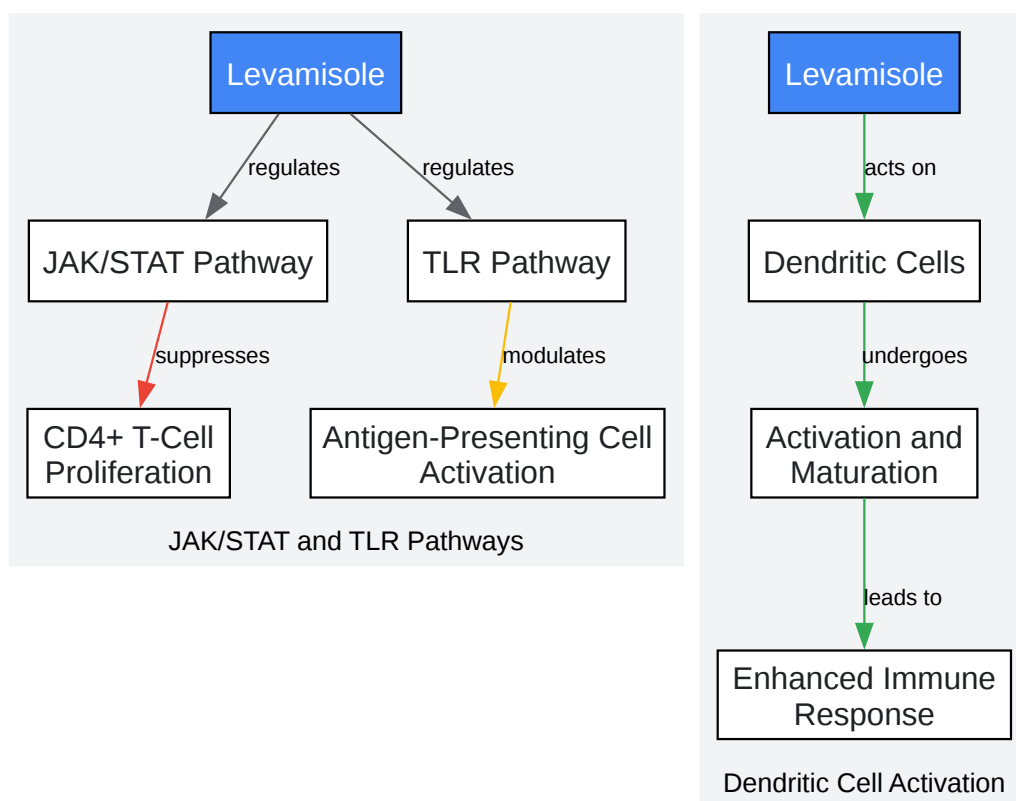 Levamisole
regulates
regulates
JAK/STAT Pathway
TLR Pathway
suppresses
modulates
CD4+ T-Cell
Proliferation
Antigen-Presenting Cell
Activation
JAK/STAT and TLR Pathways
Levamisole
acts on
Dendritic Cells
undergoes
Activation and
Maturation
leads to
Enhanced Immune
Response
Dendritic Cell Activation